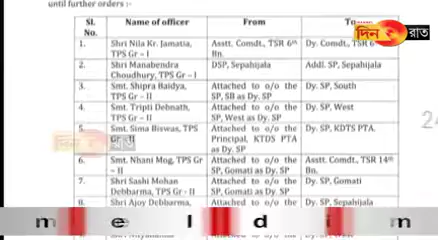 until further orders :-
Sl. No. Name of officer From To
1. Shri Nila Kr. Jamatia, TPS Gr – I Asstt. Comdt., TSR 6th Bn. Dy. Comdt., TSR 6
2. Shri Manabendra Choudhury, TPS Gr – I DSP, Sepahijala Addl. SP, Sepahijala
3. Smt. Shipra Baidya, TPS Gr – II Attached to o/o the SP, SB as Dy. SP Dy. SP, South
4. Smt. Tripti Debnath, TPS Gr – II Attached to o/o the SP, West as Dy. SP Dy. SP, West
5. Smt. Sima Biswas, TPS Attached to o/o the Principal, KTDS PTA as Dy. SP Dy. SP, KDTS PTA.
6. Smt. Nhani Mog, TPS Gr – II Attached to o/o the SP, Gomati as Dy. SP Asstt. Comdt., TSR 14th Bn.
7. Shri Sashi Mohan Debbarma, TPS Gr - II Attached to o/o the SP, Gomati as Dy. SP Dy. SP, Gomati
8. Shri Ajoy Debbarma, Attached to o/o the Dy. SP, Sepahijala
দিন রাত
দিন
24
m e l d i m